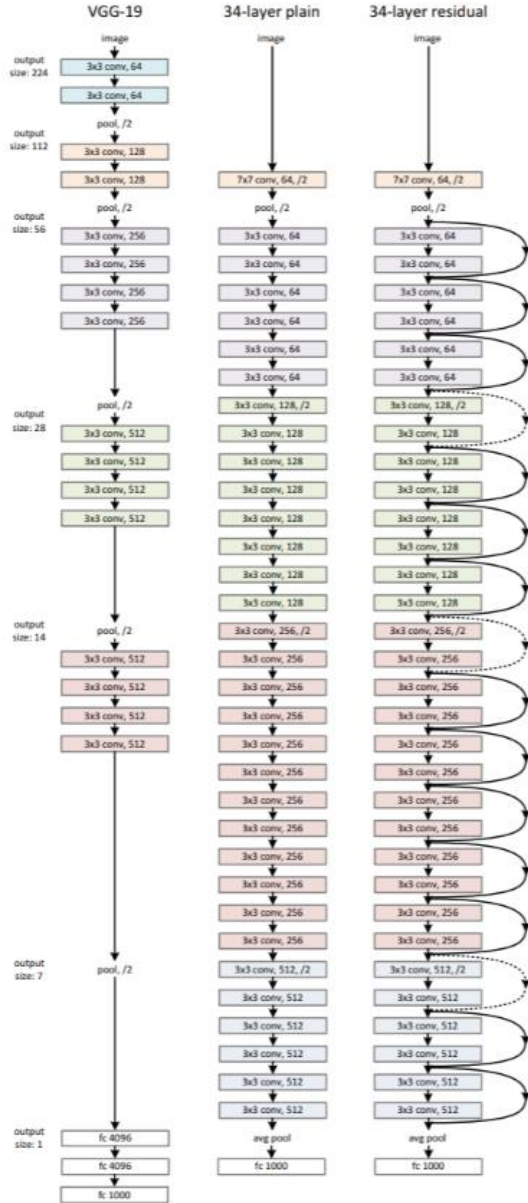 output
size: 224
output
size: 112
output
size: 56
output
size: 28
output
size: 14
output
size: 7
output
size: 1
VGG-19
image
3x3 conv, 64
3x3 conv, 64
pool, /2
3x3 conv, 128
3x3 conv, 128
pool, /2
3x3 conv, 256
3x3 conv, 256
3x3 conv, 256
3x3 conv, 256
pool, /2
3x3 conv, 512
3x3 conv, 512
3x3 conv, 512
3x3 conv, 512
pool, /2
3x3 conv, 512
3x3 conv, 512
3x3 conv, 512
3x3 conv, 512
pool, /2
fc 4096
fc 4096
fc 1000
34-layer plain
image
7x7 conv, 64, /2
pool, /2
3x3 conv, 64
3x3 conv, 64
3x3 conv, 64
3x3 conv, 64
3x3 conv, 64
3x3 conv, 64
3x3 conv, 128, /2
3x3 conv, 128
3x3 conv, 128
3x3 conv, 128
3x3 conv, 128
3x3 conv, 128
3x3 conv, 128
3x3 conv, 128
3x3 conv, 256, /2
3x3 conv, 256
3x3 conv, 256
3x3 conv, 256
3x3 conv, 256
3x3 conv, 256
3x3 conv, 256
3x3 conv, 256
3x3 conv, 256
3x3 conv, 256
3x3 conv, 256
3x3 conv, 256
3x3 conv, 512, /2
3x3 conv, 512
3x3 conv, 512
3x3 conv, 512
3x3 conv, 512
3x3 conv, 512
avg pool
fc 1000
34-layer residual
image
7x7 conv, 64, /2
pool, /2
3x3 conv, 64
3x3 conv, 64
3x3 conv, 64
3x3 conv, 64
3x3 conv, 64
3x3 conv, 64
3x3 conv, 128, /2
3x3 conv, 128
3x3 conv, 128
3x3 conv, 128
3x3 conv, 128
3x3 conv, 128
3x3 conv, 128
3x3 conv, 128
3x3 conv, 256, /2
3x3 conv, 256
3x3 conv, 256
3x3 conv, 256
3x3 conv, 256
3x3 conv, 256
3x3 conv, 256
3x3 conv, 256
3x3 conv, 256
3x3 conv, 256
3x3 conv, 256
3x3 conv, 256
3x3 conv, 512, /2
3x3 conv, 512
3x3 conv, 512
3x3 conv, 512
3x3 conv, 512
3x3 conv, 512
avg pool
fc 1000